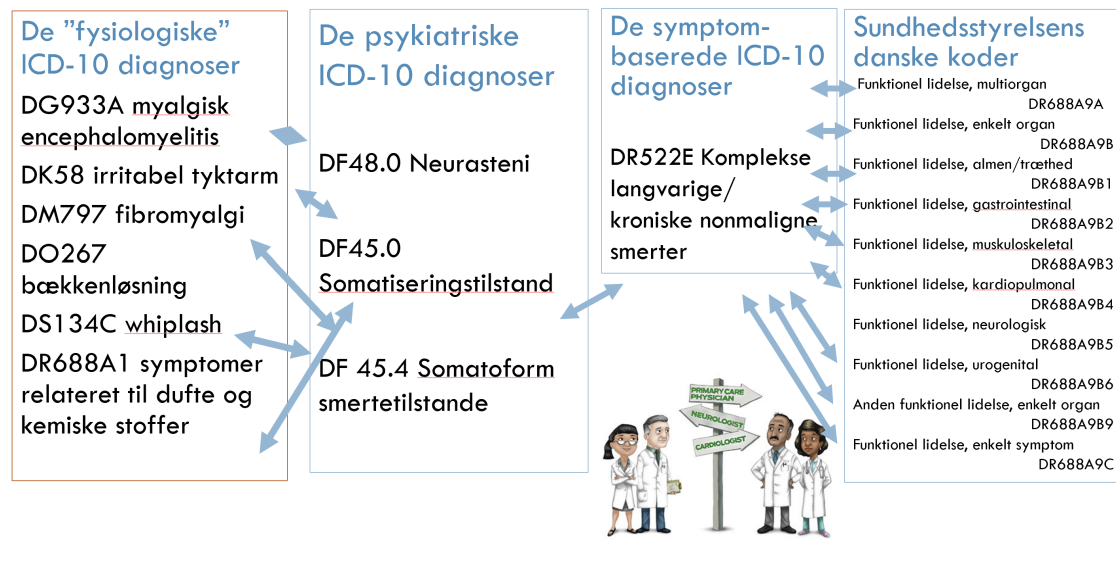 De ”fysiologiske”
ICD-10 diagnoser
DG933A myalgisk
encephalomyelitis
DK58 irritabel tyktarm
DM797 fibromyalgi
DO267
bækkenløsning
DS134C whiplash
DR688A1 symptomer
relateret til dufte og
kemiske stoffer
De psykiatriske
ICD-10 diagnoser
DF48.0 Neurasteni
DF45.0
Somatiseringstilstand
DF 45.4 Somatoform
smertetilstande
De symptom-
baserede ICD-10
diagnoser
DR522E Komplekse
langvarige/
kroniske nonmaligne
smerter
PRIMARY CARE
PHYSICIAN
NEUROLOGIST
CARDIOLOGIST
Sundhedsstyrelsens
danske koder
Funktionel lidelse, multiorgan
DR688A9A
Funktionel lidelse, enkelt organ
DR688A9B
Funktionel lidelse, almen/træthed
DR688A9B1
Funktionel lidelse, gastrointestinal
DR688A9B2
Funktionel lidelse, muskuloskeletal
DR688A9B3
Funktionel lidelse, kardiopulmonal
DR688A9B4
Funktionel lidelse, neurologisk
DR688A9B5
Funktionel lidelse, urogenital
DR688A9B6
Anden funktionel lidelse, enkelt organ
DR688A9B9
Funktionel lidelse, enkelt symptom
DR688A9C